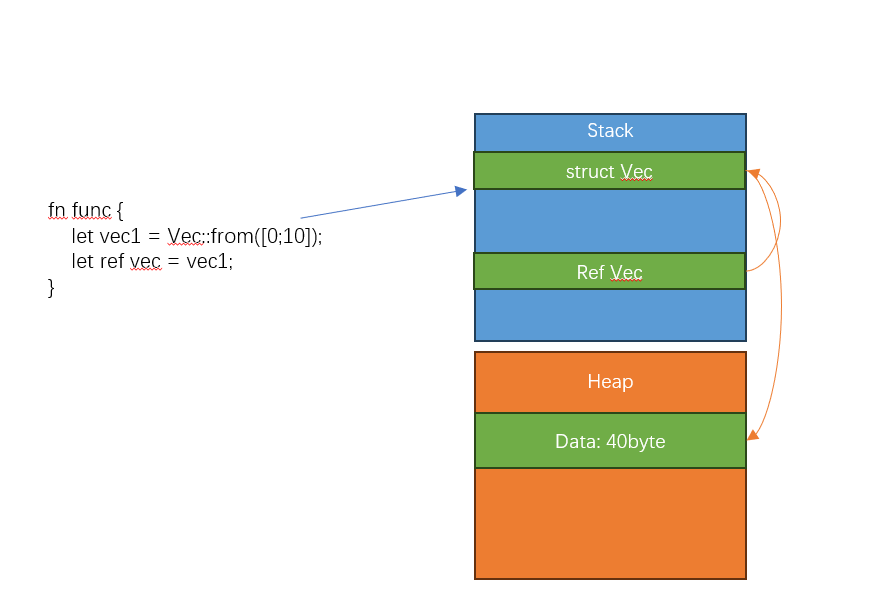 fn func {
let vec1 = Vec::from([0;10]);
let ref vec = vec1;
}
Stack
struct Vec
Ref Vec
Heap
Data: 40byte